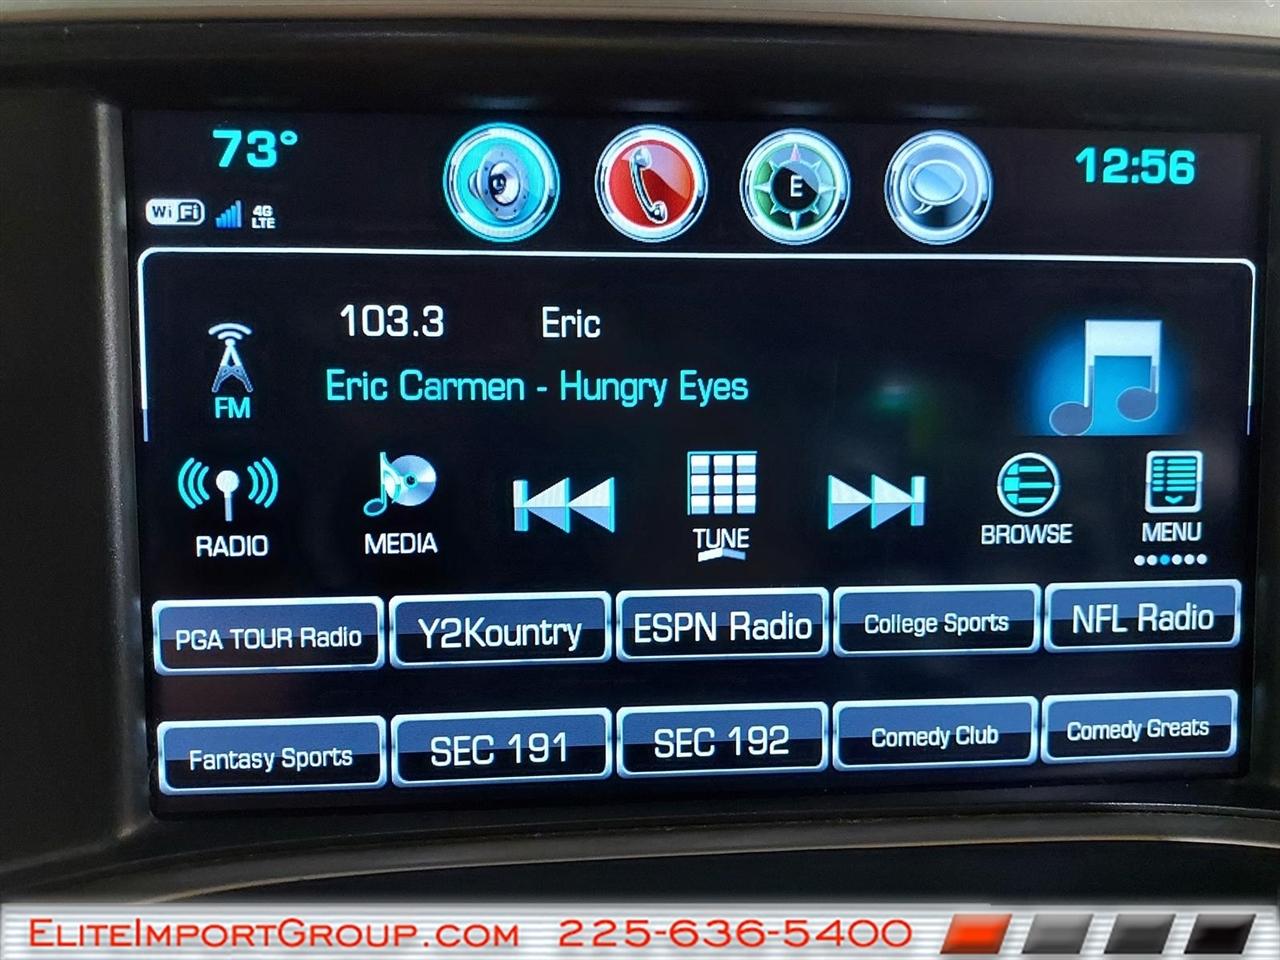 73° 12:56
WiFi 4G LTE
E
103.3 Eric
FM Eric Carmen - Hungry Eyes
RADIO MEDIA TUNE BROWSE MENU
PGA TOUR Radio Y2Kountry ESPN Radio College Sports NFL Radio
Fantasy Sports SEC 191 SEC 192 Comedy Club Comedy Greats
EliteImportGroup.com 225-636-5400